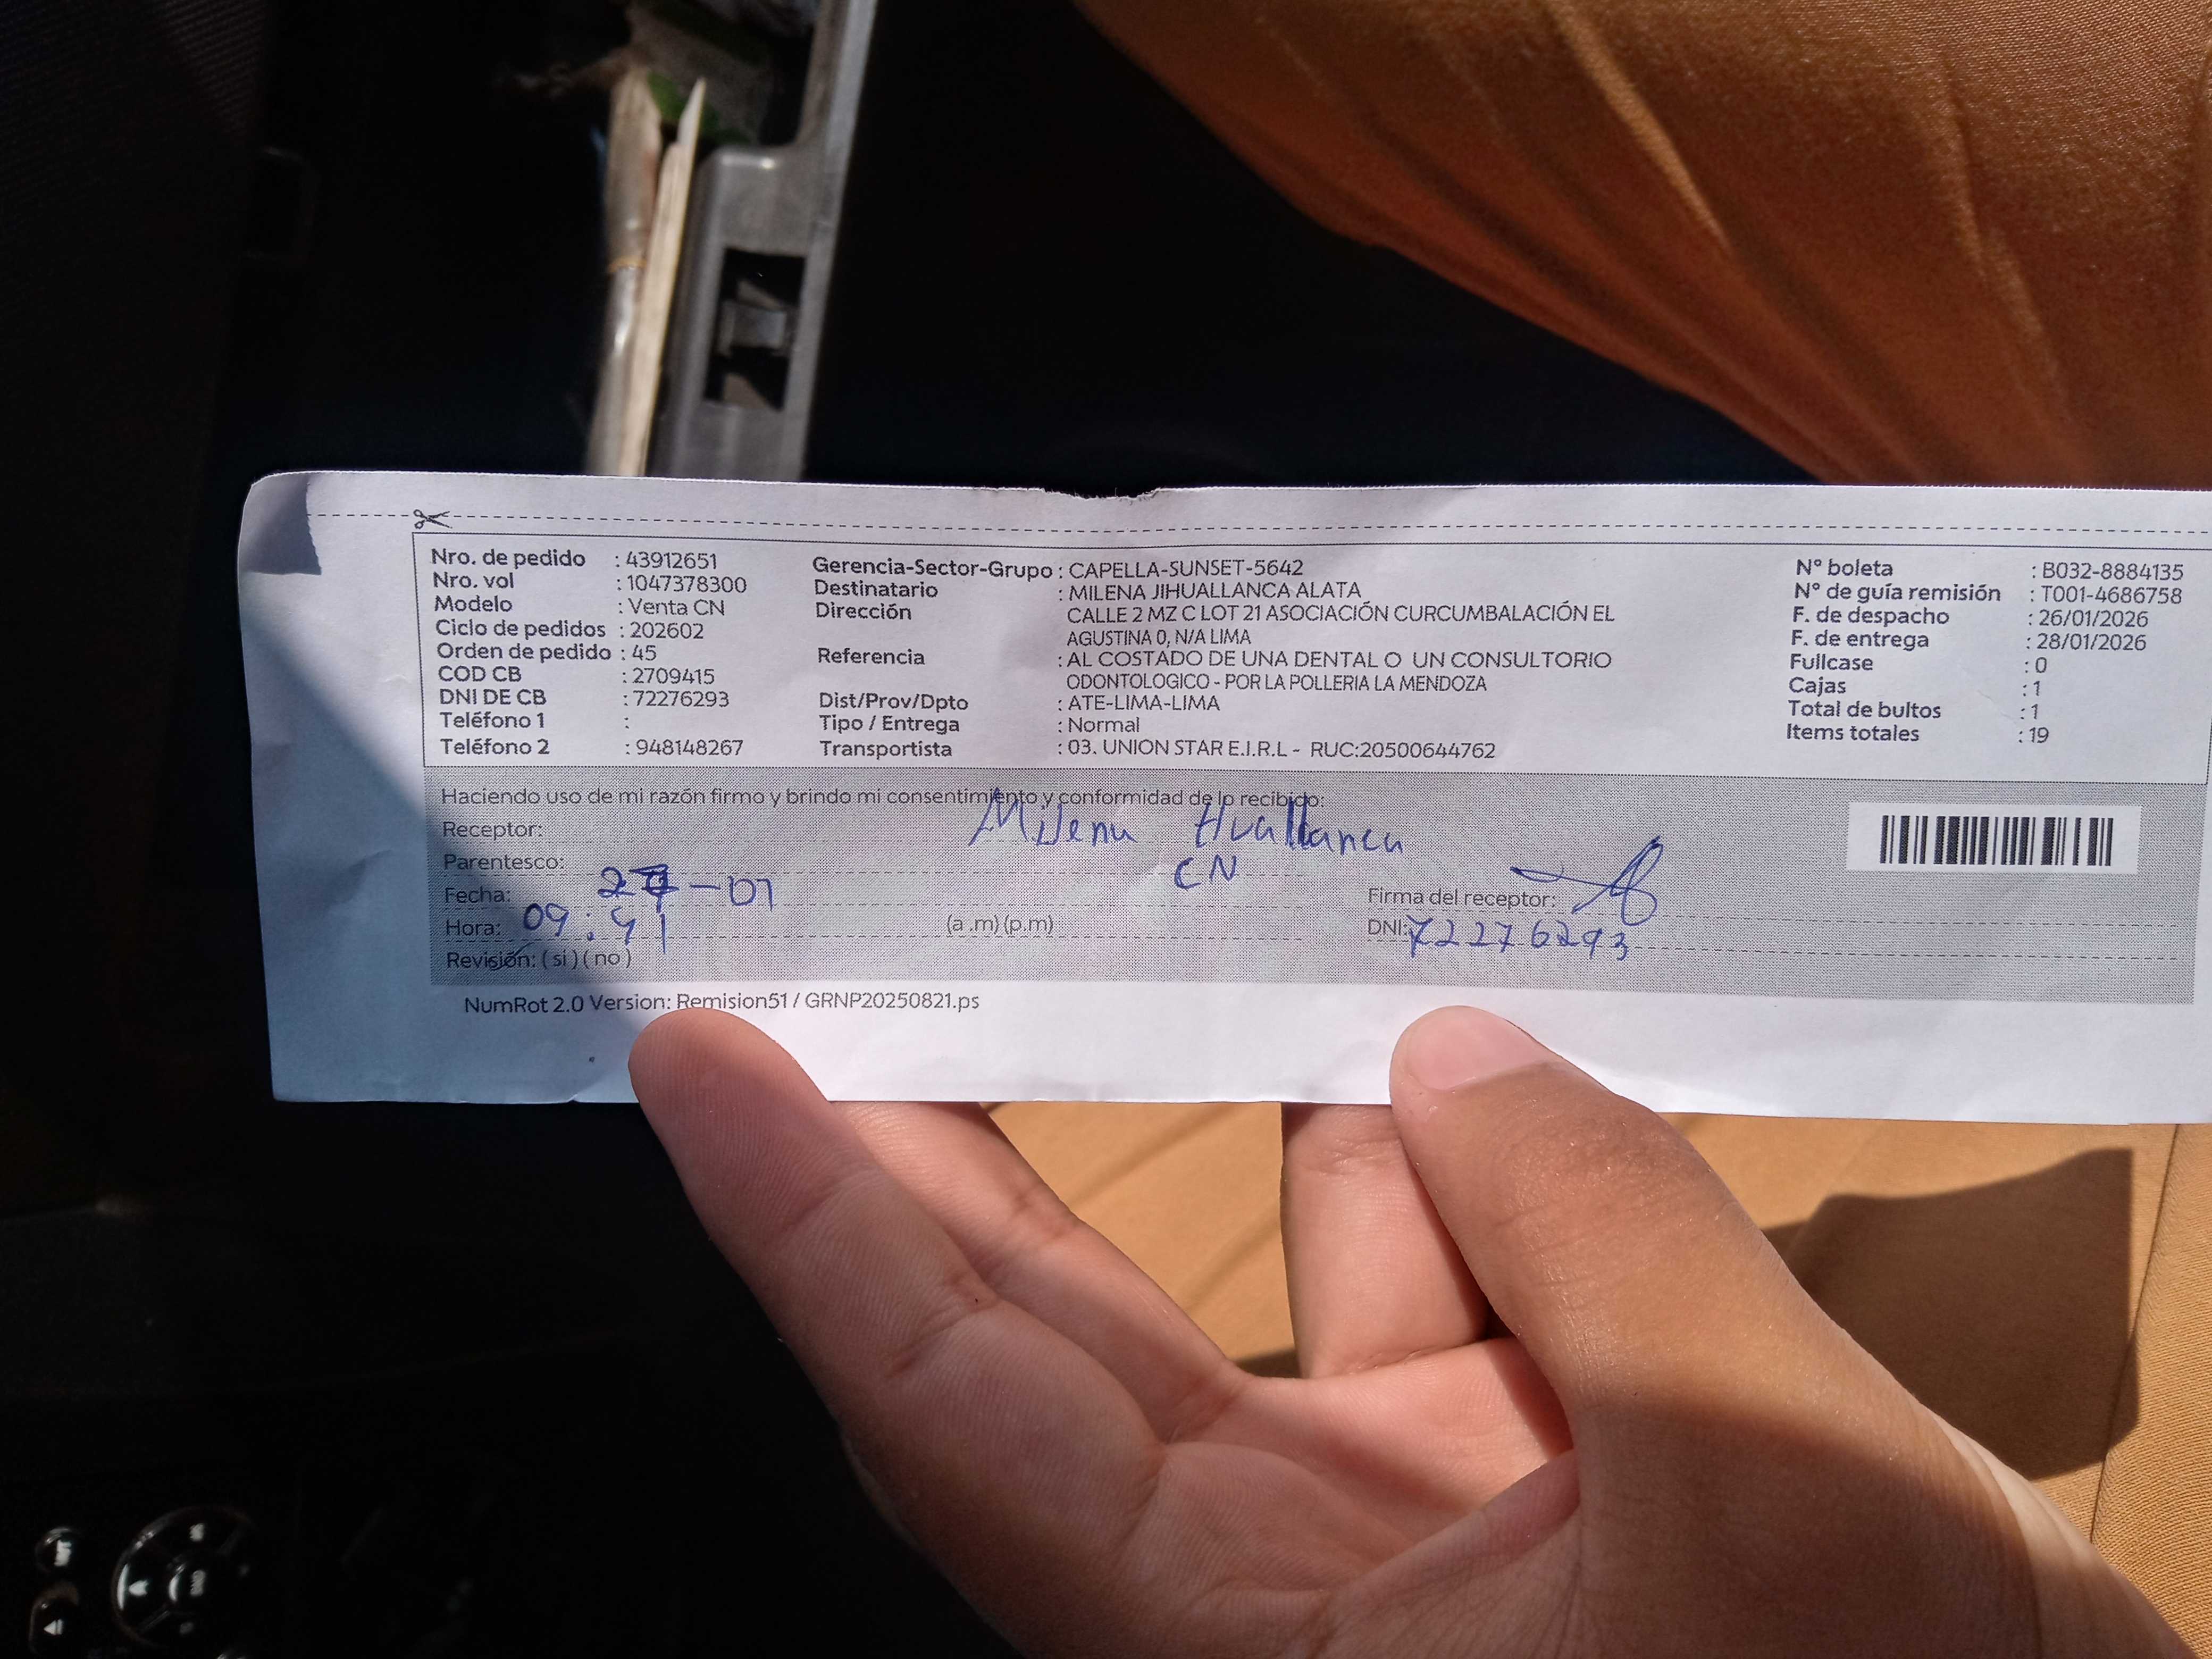 Nro. de pedido : 43912651
Nro. vol : 1047378300
Modelo : Venta CN
Ciclo de pedidos : 202602
Orden de pedido : 45
COD CB : 2709415
DNI DE CB : 72276293
Teléfono 1 :
Teléfono 2 : 948148267
Gerencia-Sector-Grupo : CAPELLA-SUNSET-5642
Destinatario : MILENA JIHUALLANCA ALATA
Dirección CALLE 2 MZ C LOT 21 ASOCIACIÓN CURCUMBALACIÓN EL
AGUSTINA 0, N/A LIMA
Referencia : AL COSTADO DE UNA DENTAL O UN CONSULTORIO
ODONTOLOGICO - POR LA POLLERIA LA MENDOZA
Dist/Prov/Dpto : ATE-LIMA-LIMA
Tipo / Entrega : Normal
Transportista : 03. UNION STAR E.I.R.L - RUC:20500644762
N° boleta : B032-8884135
N° de guía remisión : T001-4686758
F. de despacho : 26/01/2026
F. de entrega : 28/01/2026
Fullcase : 0
Cajas : 1
Total de bultos : 1
Items totales : 19
Haciendo uso de mi razón firmo y brindo mi consentimiento y conformidad de lo recibido:
Receptor: Milena Huallanca
Parentesco: CN
Fecha: 27-01
Firma del receptor:
Hora: 09:41 (a .m) (p.m)
DNI: 72276293
Revisión: ( si ) ( no )
NumRot 2.0 Version: Remision51 / GRNP20250821.ps